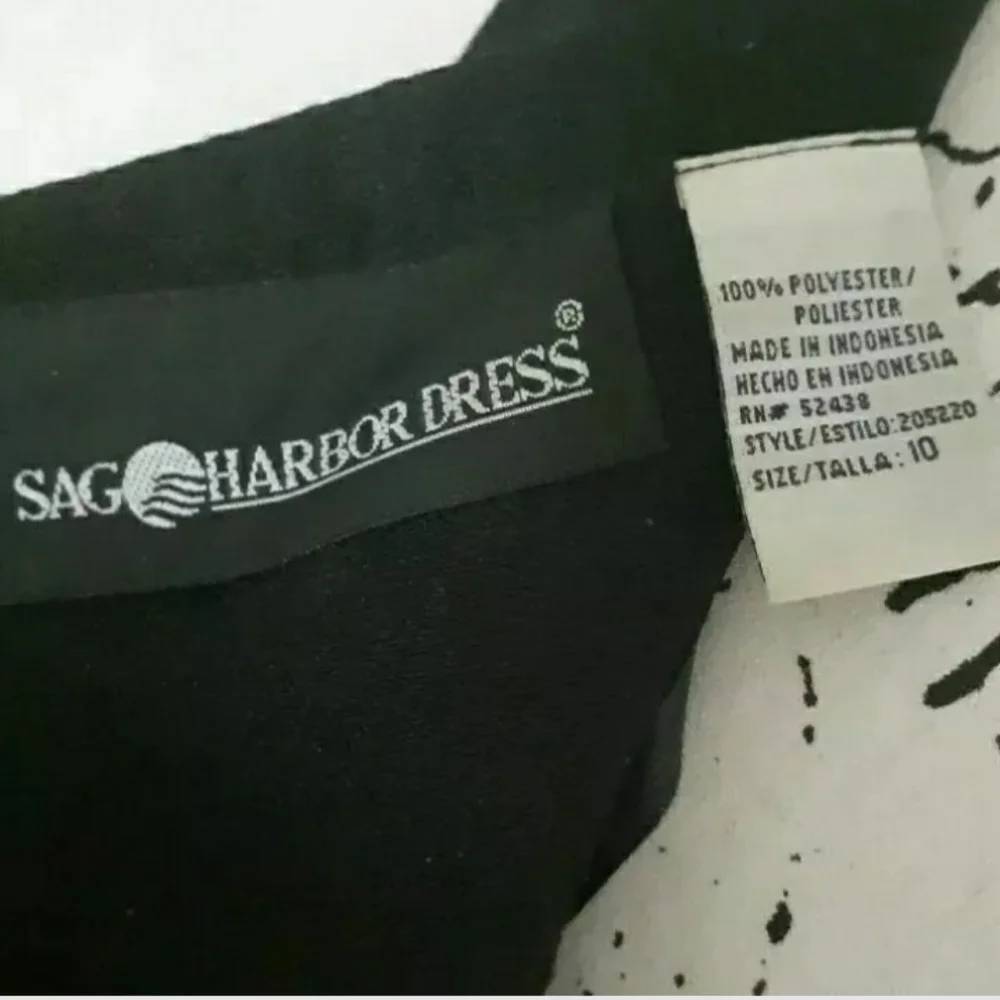 SAG HARBOR DRESS®
100% POLYESTER/
POLIESTER
MADE IN INDONESIA
HECHO EN INDONESIA
RN# 52438
STYLE/ESTILO:205220
SIZE/TALLA: 10